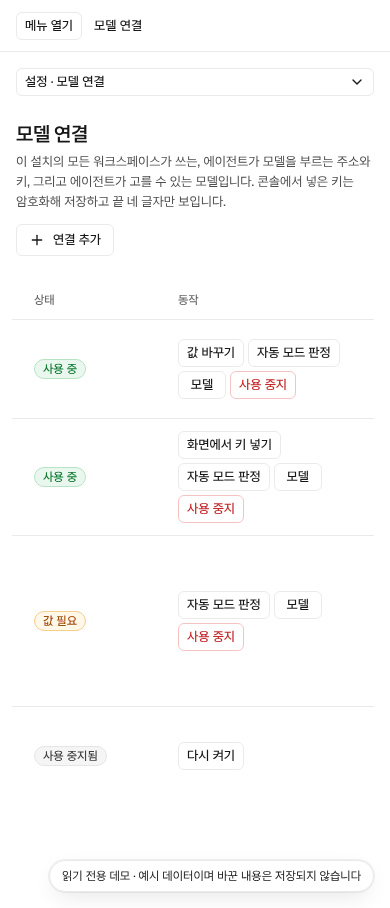 메뉴 열기 모델 연결
설정 · 모델 연결
모델 연결
이 설치의 모든 워크스페이스가 쓰는, 에이전트가 모델을 부르는 주소와
키, 그리고 에이전트가 고를 수 있는 모델입니다. 콘솔에서 넣은 키는
암호화해 저장하고 끝 네 글자만 보입니다.
+ 연결 추가
상태 동작
값 바꾸기 자동 모드 판정
사용 중
모델 사용 중지
화면에서 키 넣기
사용 중
자동 모드 판정 모델
사용 중지
자동 모드 판정 모델
값 필요
사용 중지
사용 중지됨 다시 켜기
읽기 전용 데모 · 예시 데이터이며 바꾼 내용은 저장되지 않습니다